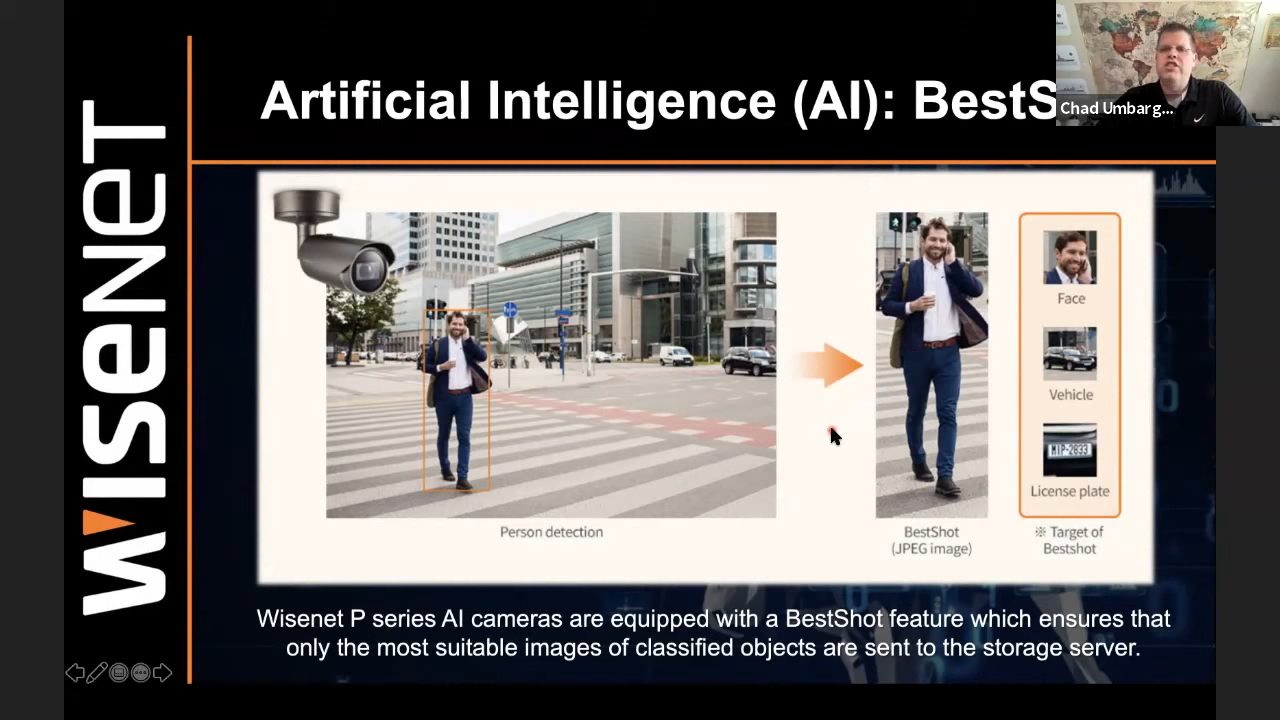 WISENET
Artificial Intelligence (AI): BestS
Chad Umbarg...
Face
Vehicle
MIP-2833
License plate
Person detection
BestShot
(JPEG image)
※ Target of
Bestshot
Wisenet P series AI cameras are equipped with a BestShot feature which ensures that
only the most suitable images of classified objects are sent to the storage server.